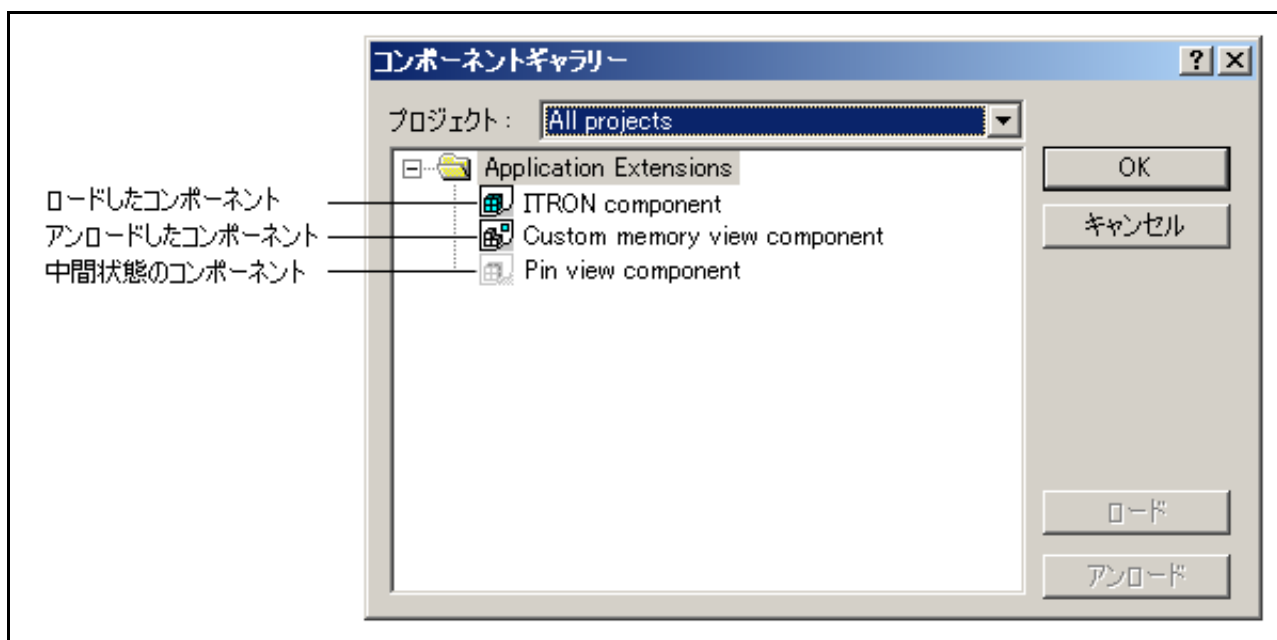 コンポーネントギャラリー
プロジェクト: All projects
Application Extensions
ITRON component
Custom memory view component
Pin view component
ロードしたコンポーネント
アンロードしたコンポーネント
中間状態のコンポーネント
OK
キャンセル
ロード
アンロード